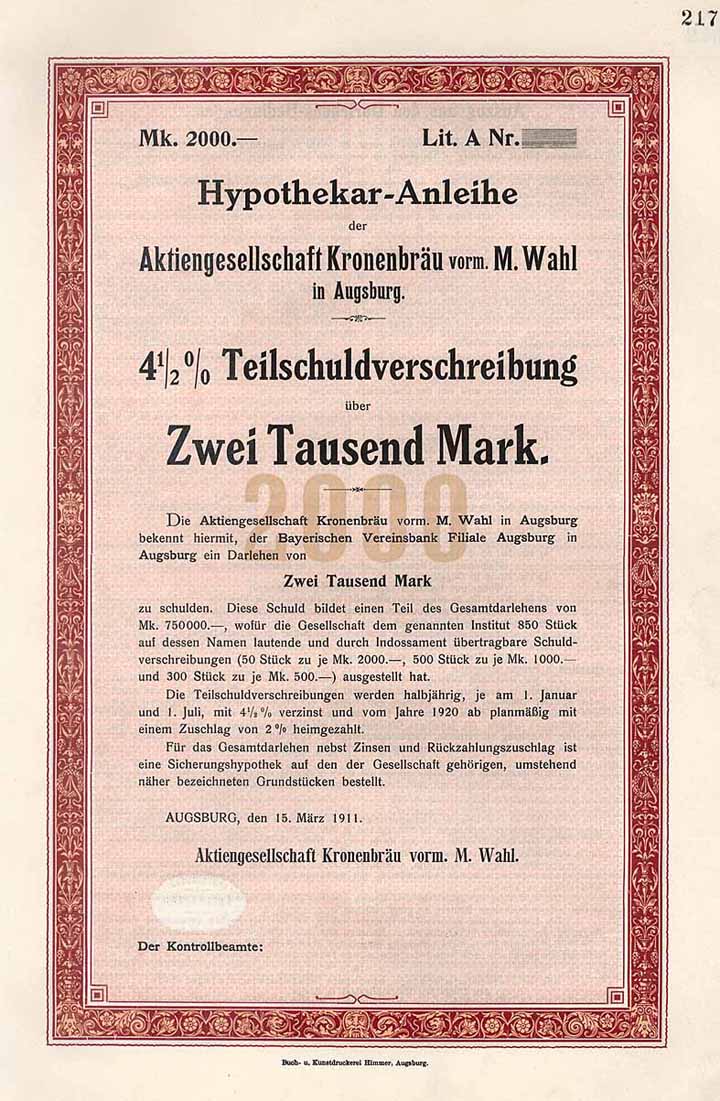 217
Mk. 2000.— Lit. A Nr.
Hypothekar-Anleihe
der
Aktiengesellschaft Kronenbräu vorm. M. Wahl
in Augsburg.
4½% Teilschuldverschreibung
über
Zwei Tausend Mark.
2000
Die Aktiengesellschaft Kronenbräu vorm. M. Wahl in Augsburg
bekennt hiermit, der Bayerischen Vereinsbank Filiale Augsburg in
Augsburg ein Darlehen von
Zwei Tausend Mark
zu schulden. Diese Schuld bildet einen Teil des Gesamtdarlehens von
Mk. 750000.—, wofür die Gesellschaft dem genannten Institut 850 Stück
auf dessen Namen lautende und durch Indossament übertragbare Schuld-
verschreibungen (50 Stück zu je Mk. 2000.—, 500 Stück zu je Mk. 1000.—
und 300 Stück zu je Mk. 500.—) ausgestellt hat.
Die Teilschuldverschreibungen werden halbjährig, je am 1. Januar
und 1. Juli, mit 4½% verzinst und vom Jahre 1920 ab planmäßig mit
einem Zuschlag von 2% heimgezahlt.
Für das Gesamtdarlehen nebst Zinsen und Rückzahlungszuschlag ist
eine Sicherungshypothek auf den der Gesellschaft gehörigen, umstehend
näher bezeichneten Grundstücken bestellt.
AUGSBURG, den 15. März 1911.
Aktiengesellschaft Kronenbräu vorm. M. Wahl.
Der Kontrollbeamte:
Buch- u. Kunstdruckerei Himmer, Augsburg.